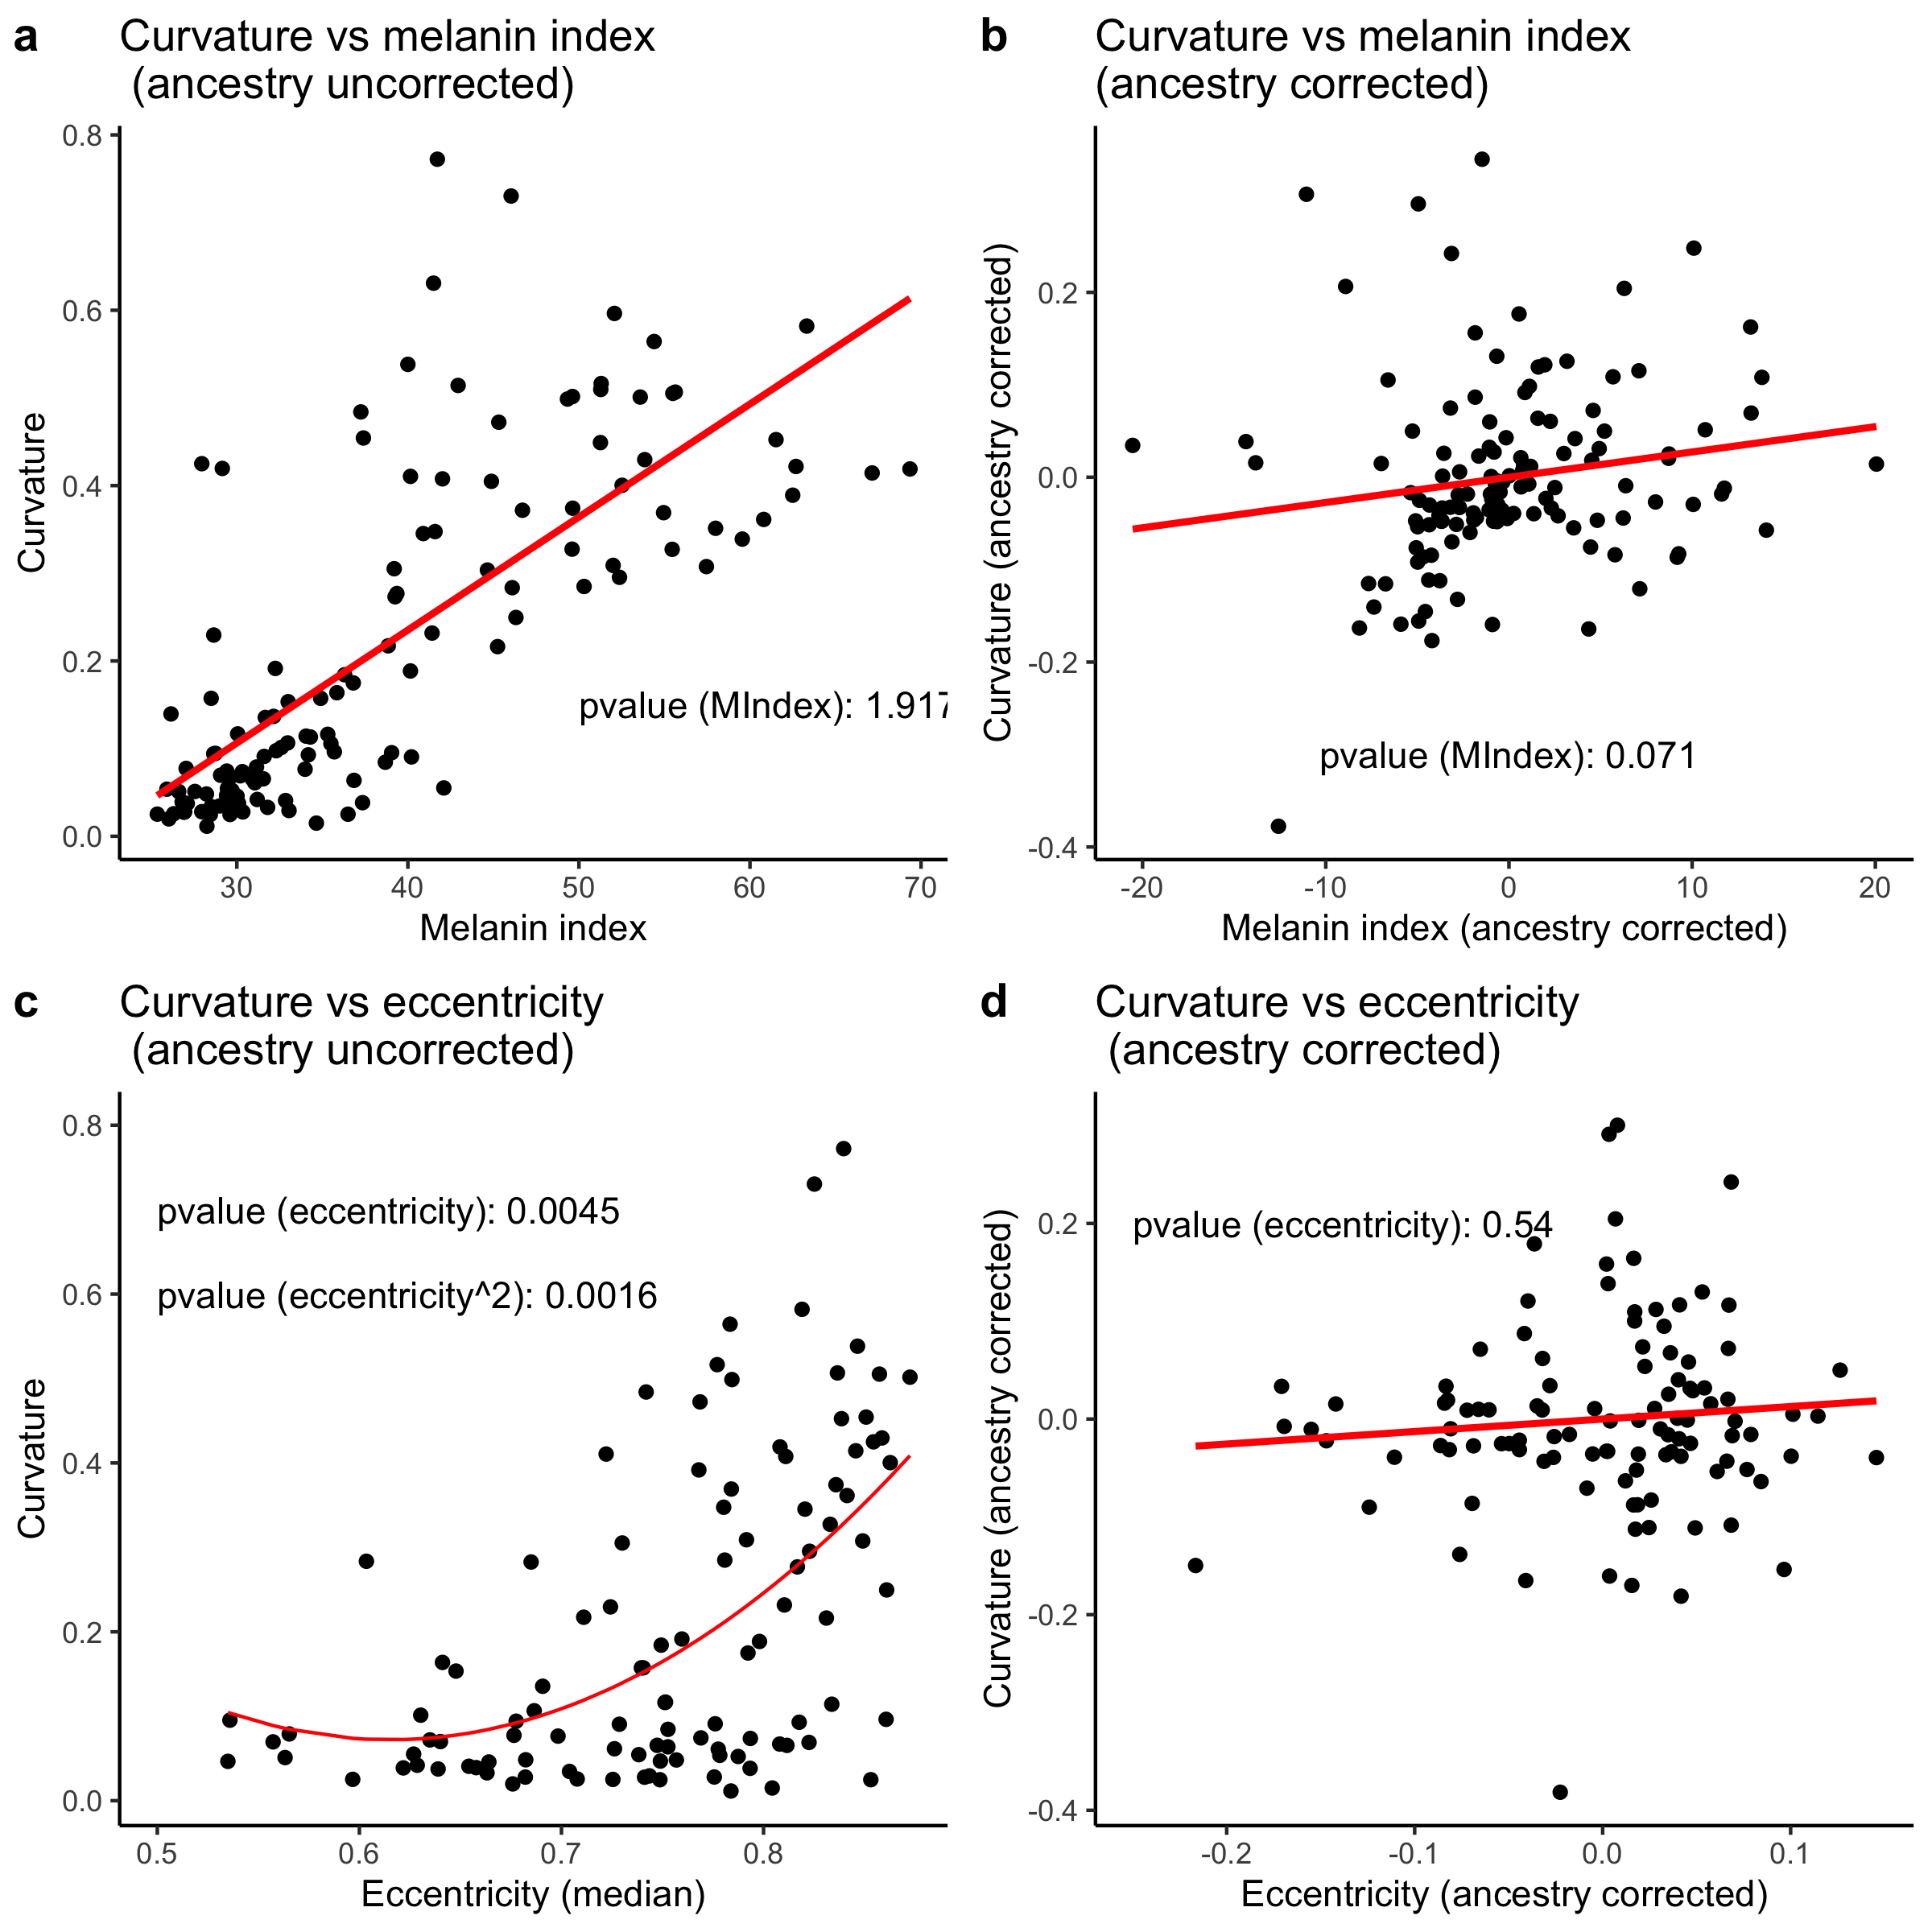 a
Curvature vs melanin index
(ancestry uncorrected)
0.8
0.6
0.4
0.2
0.0
Curvature
pvalue (MIndex): 1.917
30 40 50 60 70
Melanin index
b
Curvature vs melanin index
(ancestry corrected)
0.2
0.0
-0.2
-0.4
Curvature (ancestry corrected)
pvalue (MIndex): 0.071
-20 -10 0 10 20
Melanin index (ancestry corrected)
c
Curvature vs eccentricity
(ancestry uncorrected)
0.8
0.6
0.4
0.2
0.0
Curvature
pvalue (eccentricity): 0.0045
pvalue (eccentricity^2): 0.0016
0.5 0.6 0.7 0.8
Eccentricity (median)
d
Curvature vs eccentricity
(ancestry corrected)
0.2
0.0
-0.2
-0.4
Curvature (ancestry corrected)
pvalue (eccentricity): 0.54
-0.2 -0.1 0.0 0.1
Eccentricity (ancestry corrected)